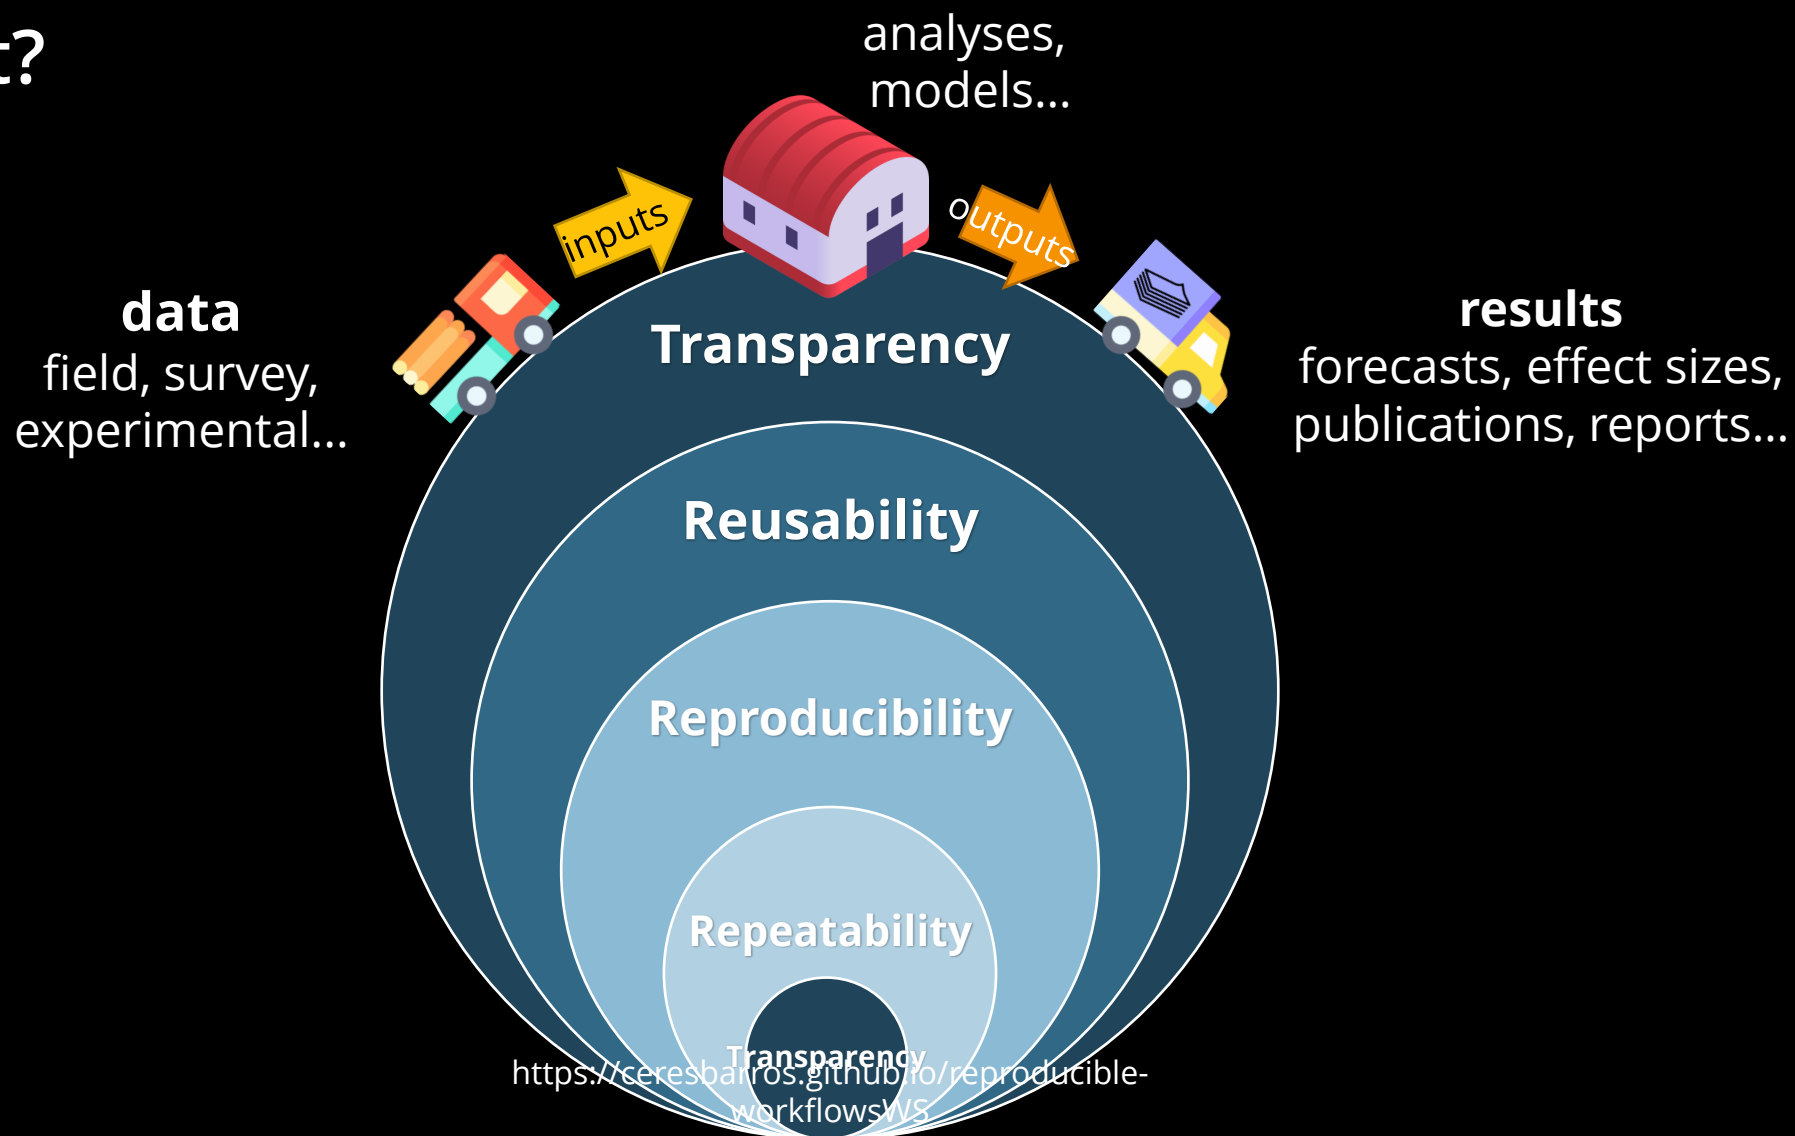 t?
analyses,
models...
inputs
outputs
data
field, survey,
experimental...
results
forecasts, effect sizes,
publications, reports...
Transparency
Reusability
Reproducibility
Repeatability
Transparency
https://ceresbarros.github.io/reproducible-
workflowsWS